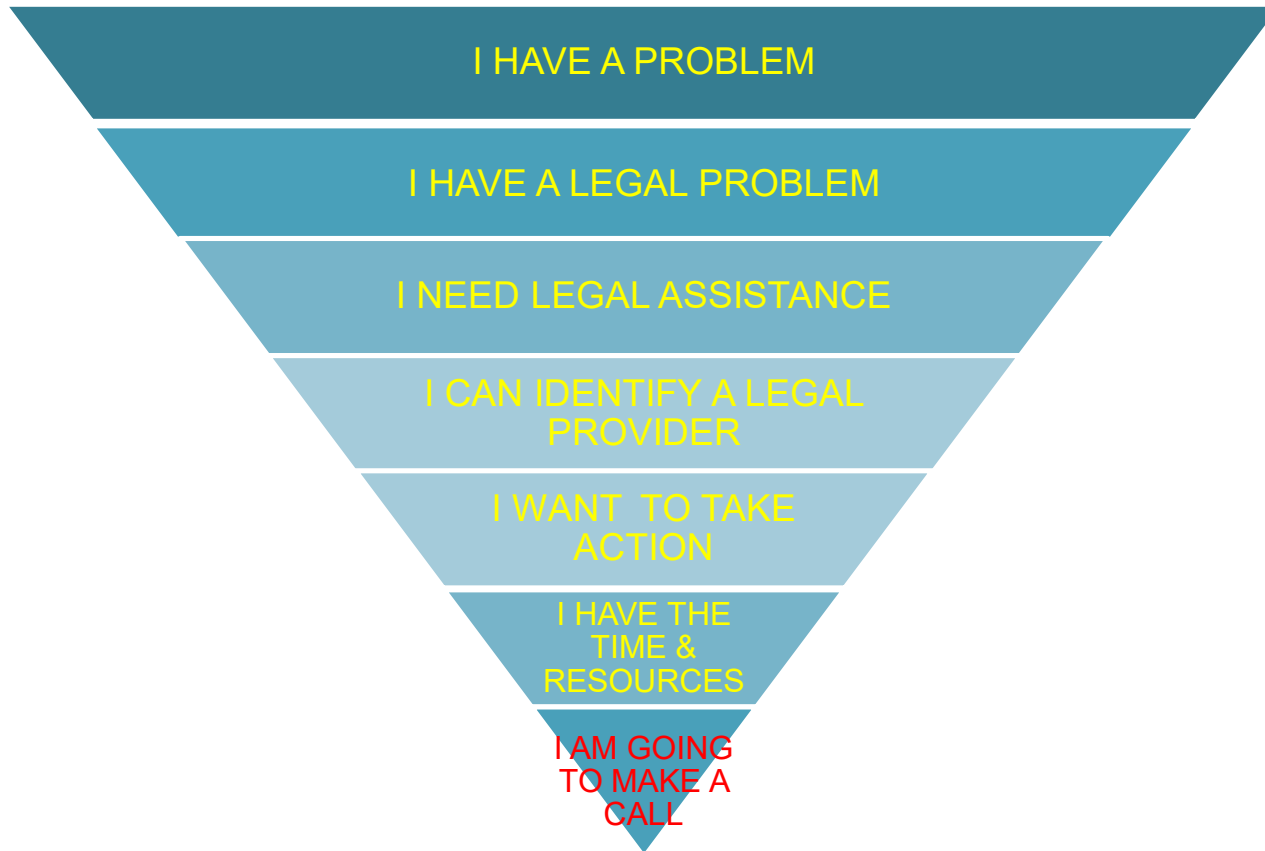 I HAVE A PROBLEM
I HAVE A LEGAL PROBLEM
I NEED LEGAL ASSISTANCE
I CAN IDENTIFY A LEGAL
PROVIDER
I WANT  TO TAKE
ACTION
I HAVE THE
TIME &
RESOURCES
I AM GOING
TO MAKE A
CALL